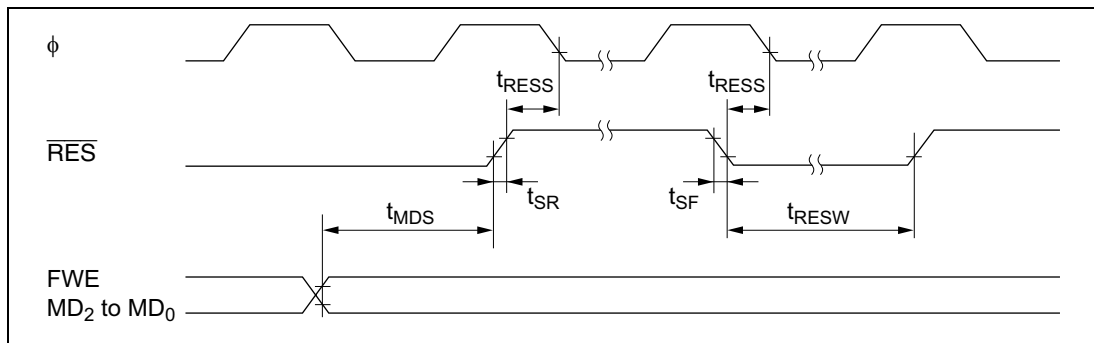 ϕ
tRESS tRESS
RES
tSR tSF
tMDS tRESW
FWE
MD2 to MD0